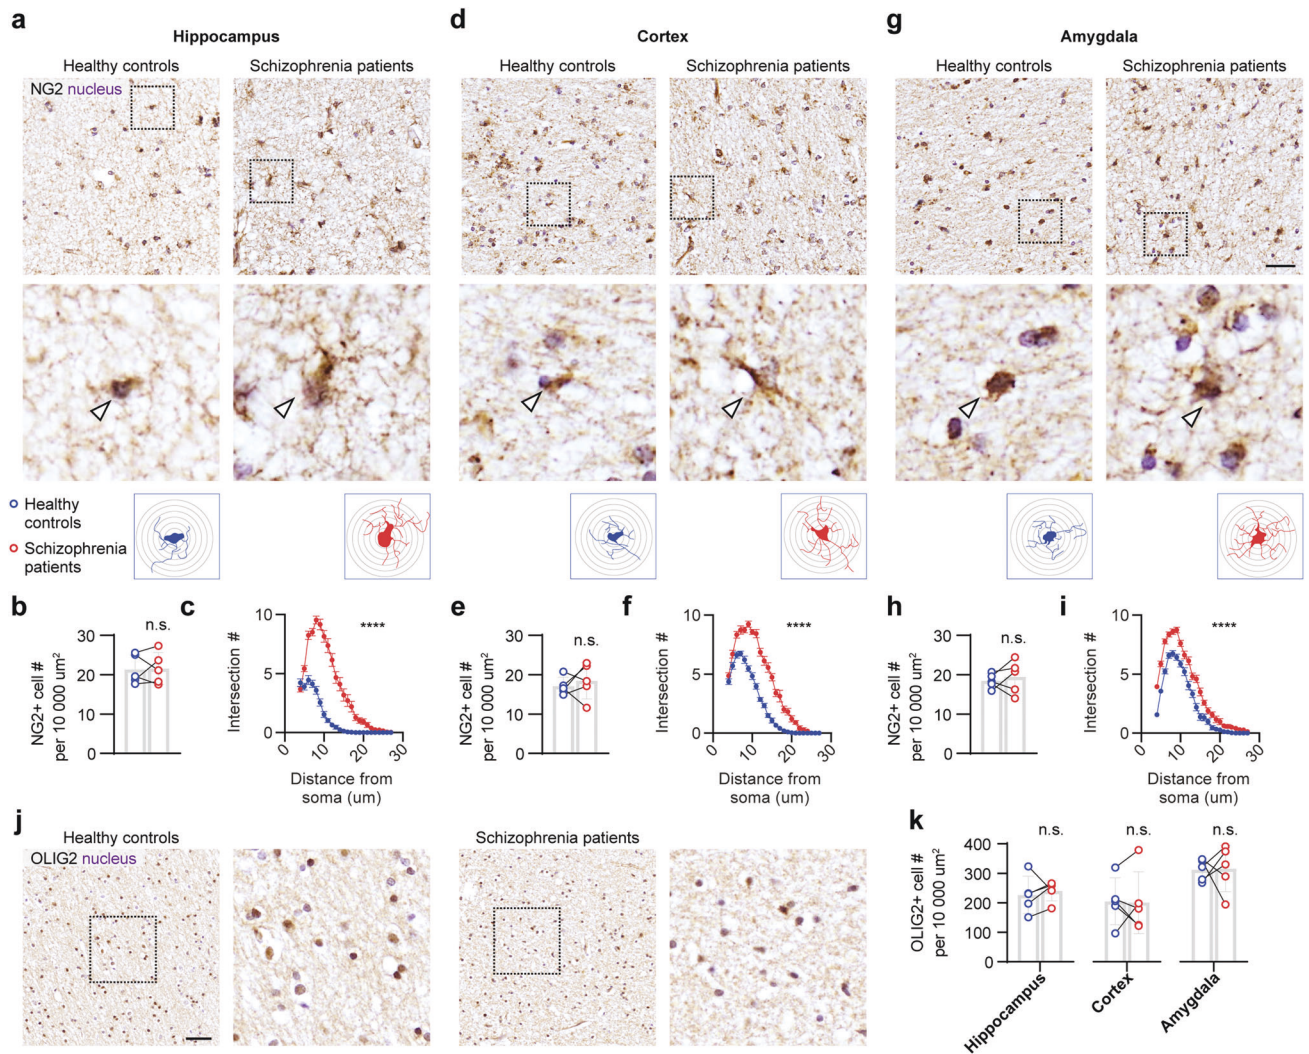 a
Hippocampus
Healthy controls
Schizophrenia patients
NG2 nucleus
d
Cortex
Healthy controls
Schizophrenia patients
g
Amygdala
Healthy controls
Schizophrenia patients
Healthy
controls
Schizophrenia
patients
b
NG2+ cell #
per 10 000 um²
30
20
10
0
n.s.
c
Intersection #
10
5
0
****
0
10
20
30
Distance from
soma (um)
e
NG2+ cell #
per 10 000 um²
30
20
10
0
n.s.
f
Intersection #
10
5
0
****
0
10
20
30
Distance from
soma (um)
h
NG2+ cell #
per 10 000 um²
30
20
10
0
n.s.
i
Intersection #
10
5
0
****
0
10
20
30
Distance from
soma (um)
j
Healthy controls
Schizophrenia patients
OLIG2 nucleus
k
OLIG2+ cell #
per 10 000 um²
400
300
200
100
0
n.s.
n.s.
n.s.
Hippocampus
Cortex
Amygdala